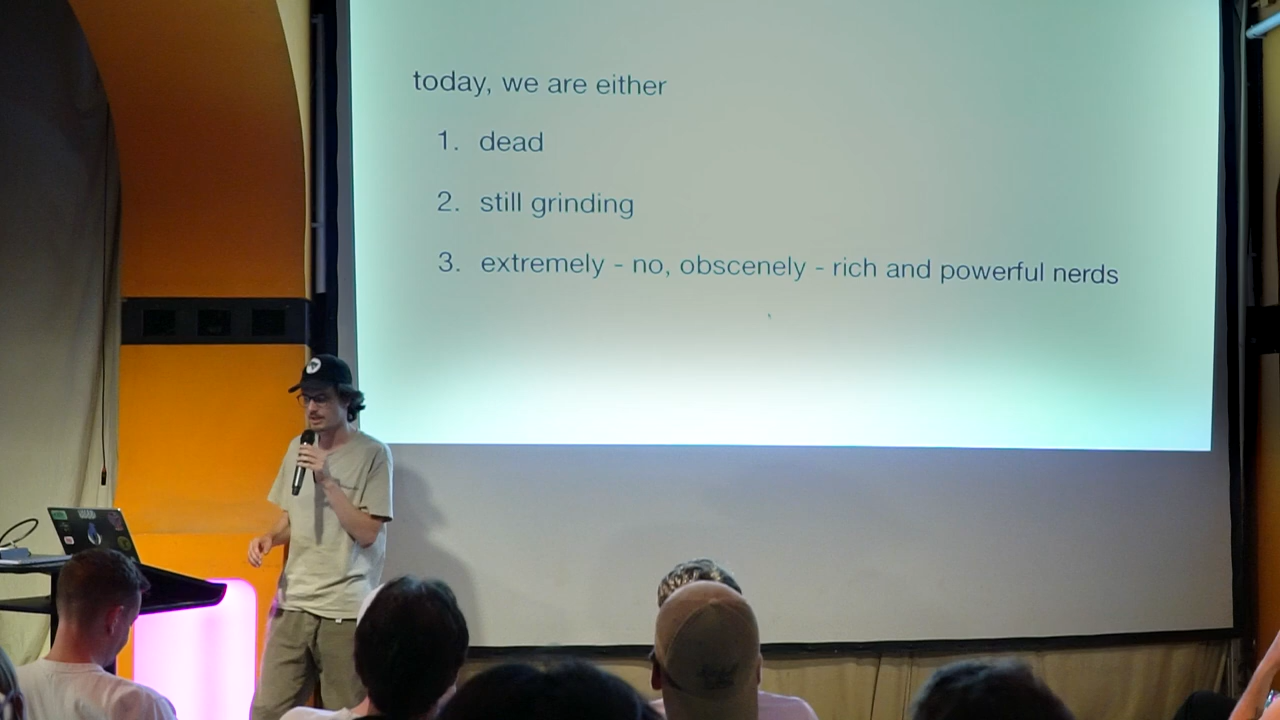 today, we are either
1. dead
2. still grinding
3. extremely - no, obscenely - rich and powerful nerds